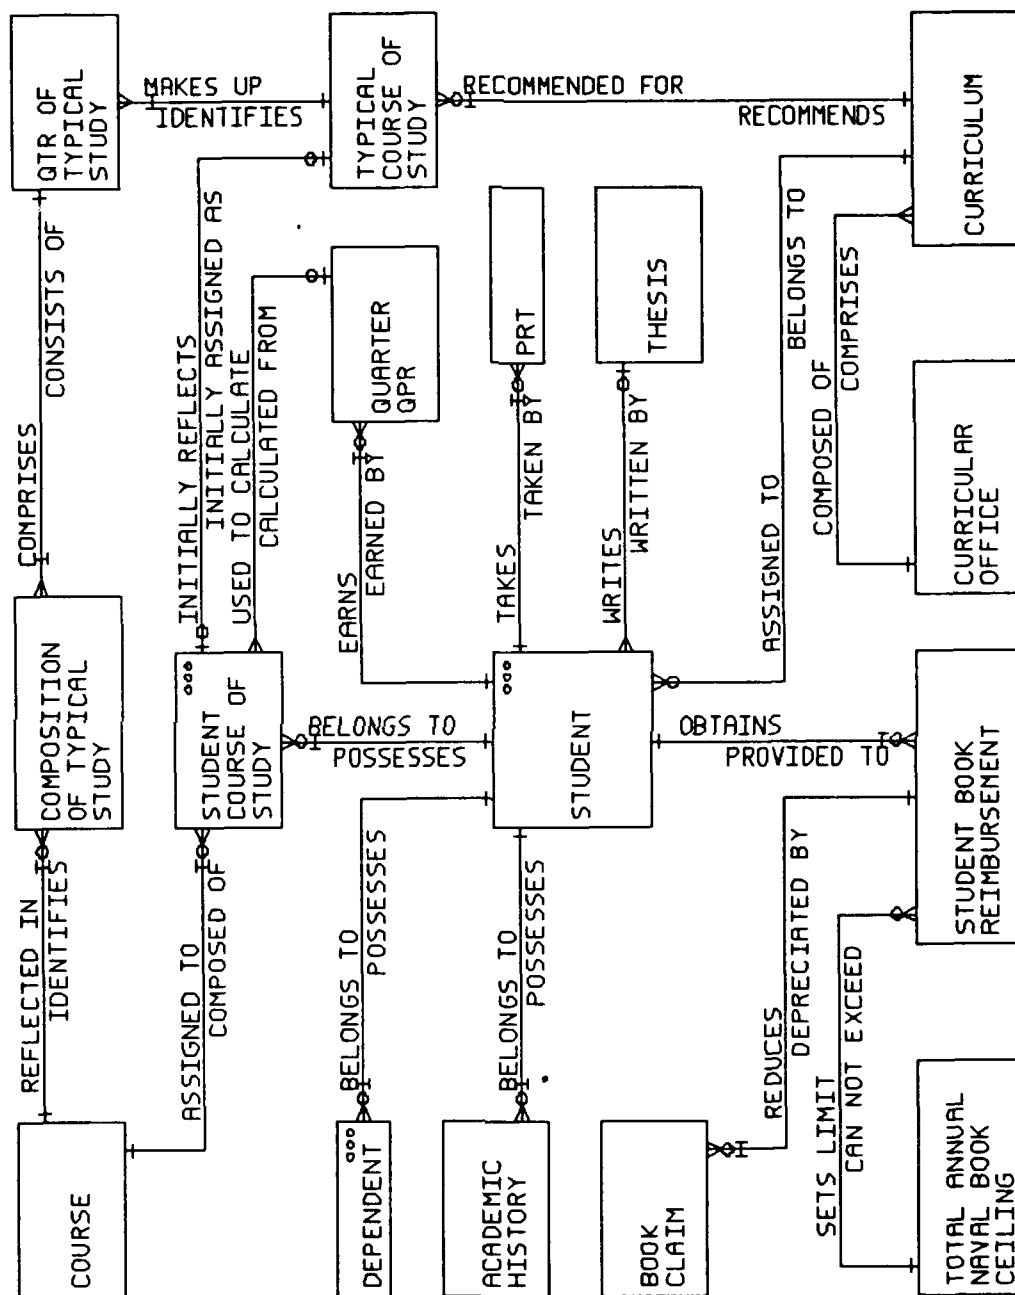 QTR OF
TYPICAL
STUDY
MAKES UP
IDENTIFIES
TYPICAL
COURSE OF
STUDY
RECOMMENDED FOR
RECOMMENDS
CURRICULUM
CONSISTS OF
COMPRISES
INITIALLY REFLECTS
INITIALLY ASSIGNED AS
USED TO CALCULATE
CALCULATED FROM
QUARTER
QPR
EARNS
EARNED BY
PRT
TAKES
TAKEN BY
THESIS
WRITES
WRITTEN BY
BELONGS TO
ASSIGNED TO
COMPOSED OF
COMPRISES
CURRICULAR
OFFICE
COMPOSITION
OF TYPICAL
STUDY
STUDENT
COURSE OF
STUDY
BELONGS TO
POSSESSES
STUDENT
OBTAINS
PROVIDED TO
STUDENT BOOK
REIMBURSEMENT
REFLECTED IN
IDENTIFIES
ASSIGNED TO
COMPOSED OF
BELONGS TO
POSSESSES
BELONGS TO
POSSESSES
REDUCES
DEPRECIATED BY
SETS LIMIT
CAN NOT EXCEED
COURSE
DEPENDENT
ACADEMIC
HISTORY
BOOK
CLAIM
TOTAL ANNUAL
NAVAL BOOK
CEILING